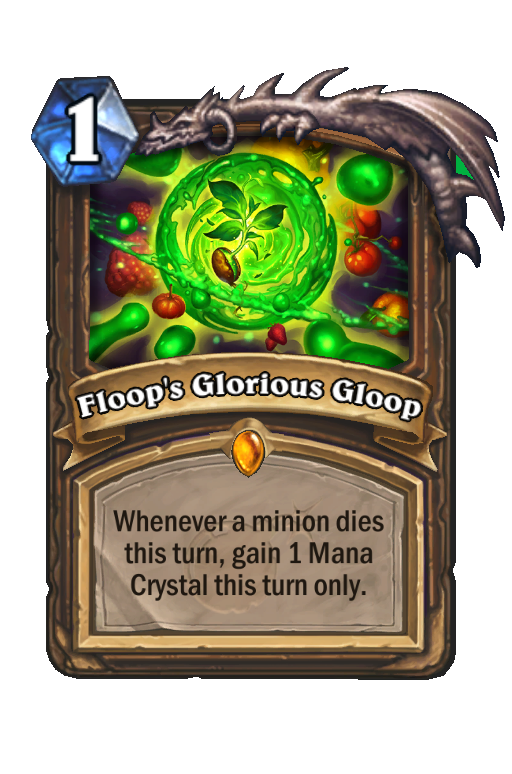 1
Floop's Glorious Gloop
Whenever a minion dies
this turn, gain 1 Mana
Crystal this turn only.